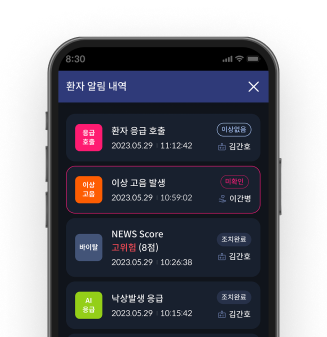 8:30
환자 알림 내역
응급
호출
환자 응급 호출
이상없음
2023.05.29 11:12:42
김간호
이상
고음
이상 고음 발생
미확인
2023.05.29 10:59:02
이간병
바이탈
NEWS Score
고위험 (8점)
조치완료
2023.05.29 10:26:38
김간호
AI
응급
낙상발생 응급
조치완료
2023.05.29 10:15:42
김간호